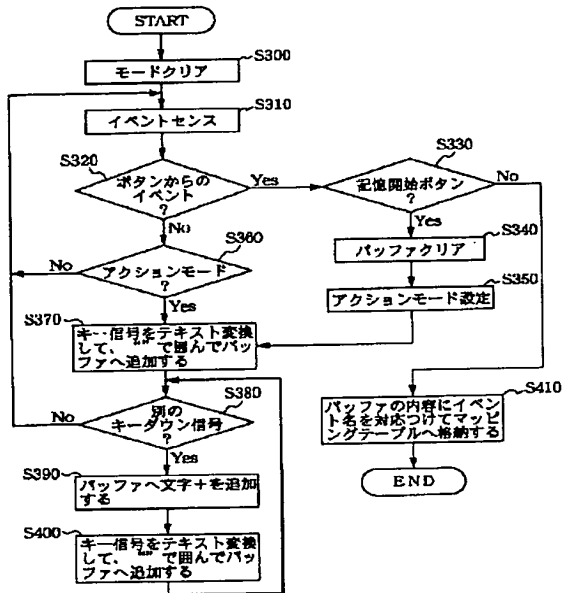 START
S300
モードクリア
S310
イベントセンス
S320
ボタンからの
イベント
?
Yes
No
S330
記憶開始ボタン
?
No
Yes
S340
バッファクリア
S350
アクションモード設定
S360
アクションモード
?
No
Yes
S370
キー信号をテキスト変換
して、“”で囲んでバッ
ファへ追加する
S380
別の
キーダウン信号
?
No
Yes
S390
バッファへ文字+を追加
する
S400
キー信号をテキスト変換
して、“”で囲んでバッ
ファへ追加する
S410
バッファの内容にイベン
ト名を対応つけてマッピ
ングテーブルへ格納する
END